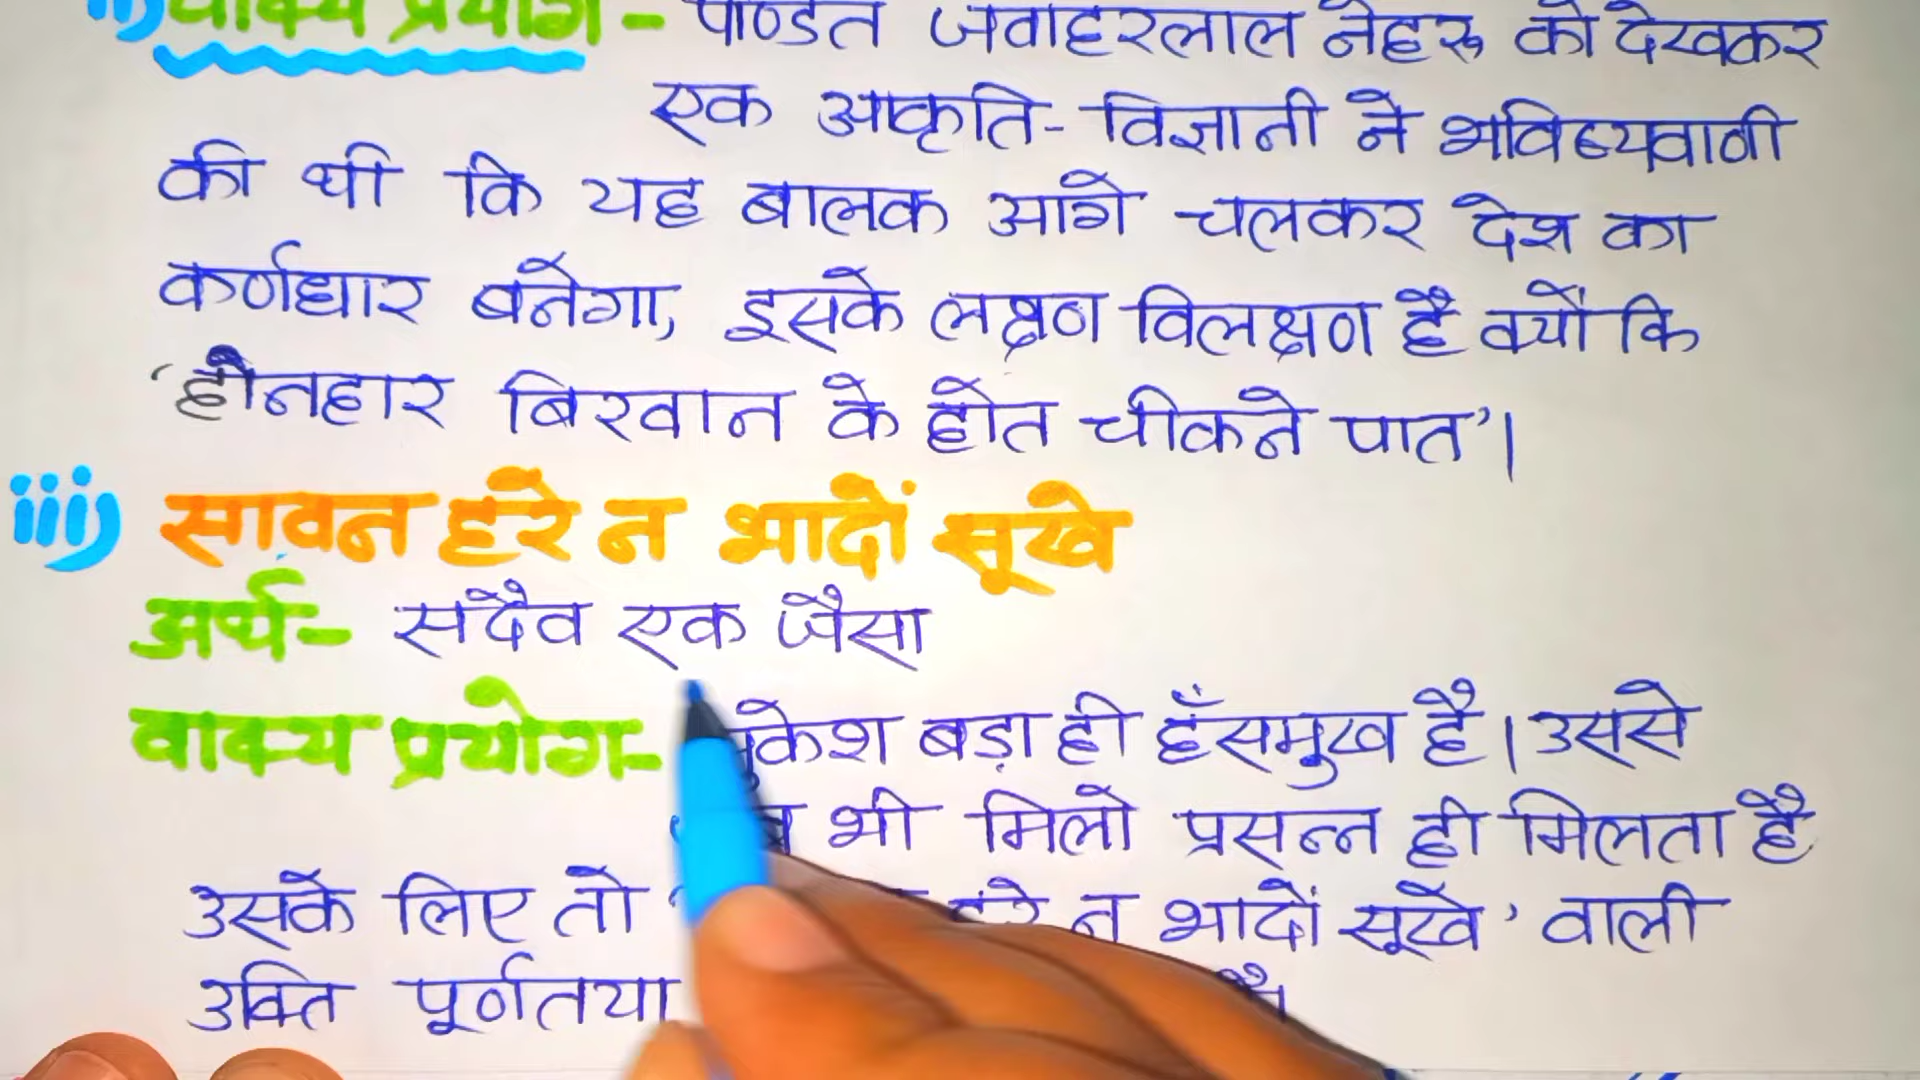 ii) वाक्य प्रयोग - पण्डित जवाहरलाल नेहरू को देखकर
एक आकृति - विज्ञानी ने भविष्यवाणी
की थी कि यह बालक आगे चलकर देश का
कर्णधार बनेगा, इसके लक्षण विलक्षण है क्यों कि
'होनहार बिरवान के होत चीकने पात'।
iii) सावन हरे न भादों सूखे
अर्थ - सदैव एक जैसा
वाक्य प्रयोग - केश बड़ा ही हँसमुख है। उससे
भी मिलो प्रसन्न ही मिलता है
उसके लिए तो ' हरे न भादों सूखे' वाली
उक्ति पूर्णतया